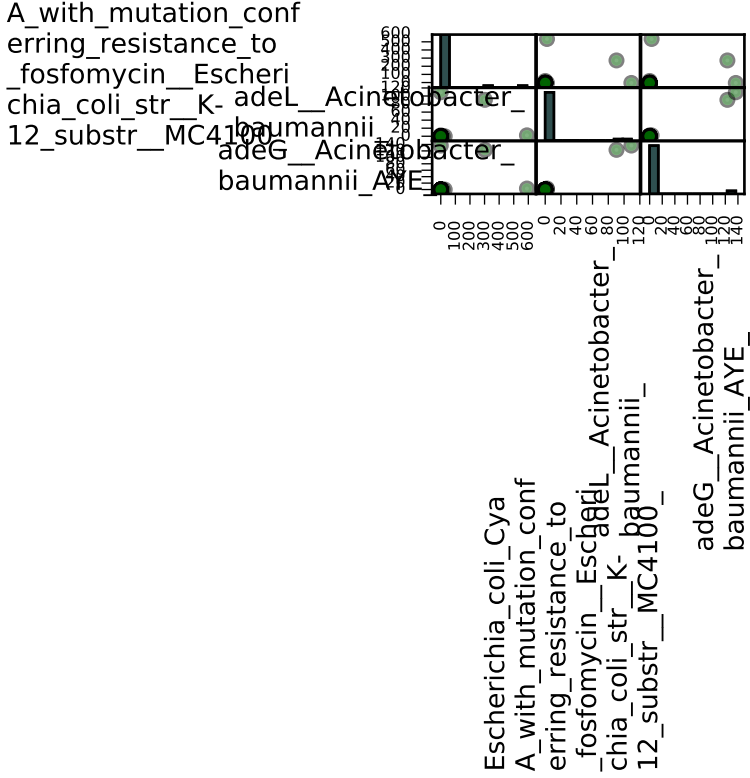 A_with_mutation_conf
erring_resistance_to
_fosfomycin__Escheri
chia_coli_str__K-
12_substr__MC4100_
600
500
400
300
200
100
adeL__Acinetobacter_
baumannii_
120
adeG__Acinetobacter_
baumannii_AYE_
140
0
0 100 200 300 400 500 600
0 20 40 60 80 100 120
0 20 40 60 80 100 120 140
Escherichia_coli_Cya
A_with_mutation_conf
erring_resistance_to
_fosfomycin__Escheri
chia_coli_str__K-
12_substr__MC4100_
adeL__Acinetobacter_
baumannii_
adeG__Acinetobacter_
baumannii_AYE_